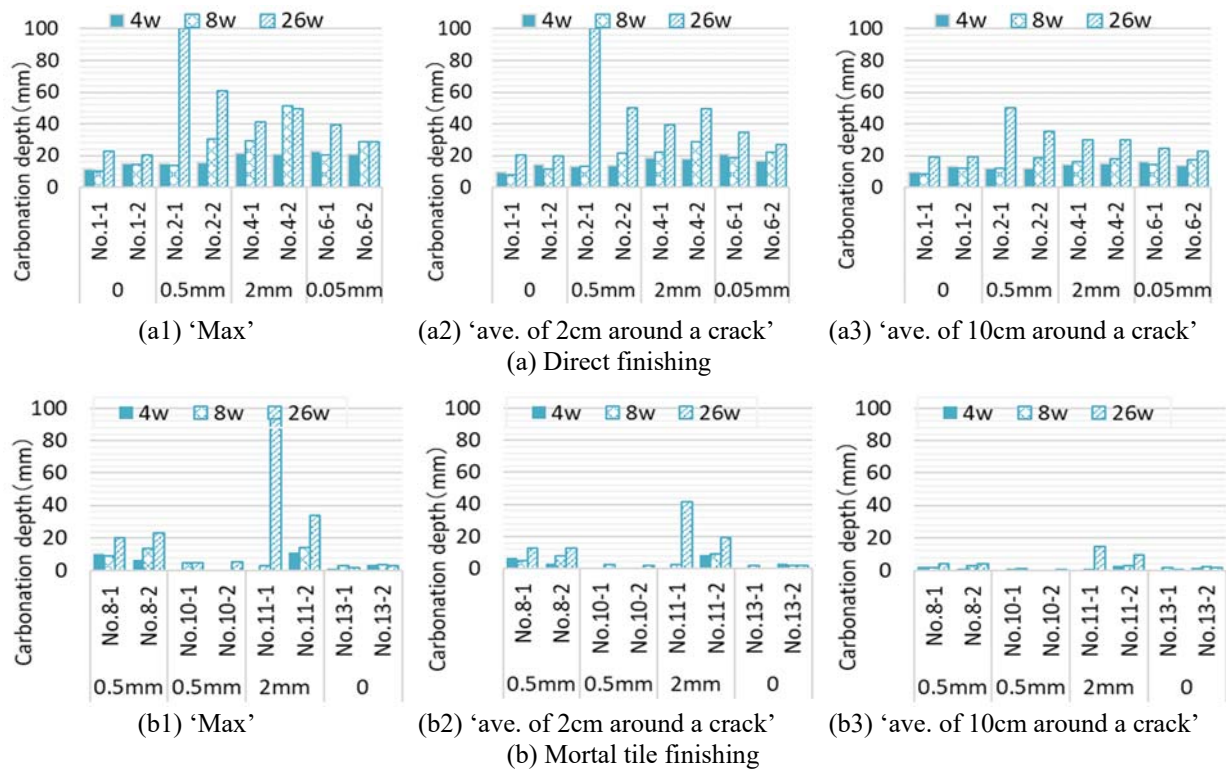 4w 8w 26w
Carbonation depth(mm)
100
80
60
40
20
0
No.1-1 No.1-2 No.2-1 No.2-2 No.4-1 No.4-2 No.6-1 No.6-2
0 0.5mm 2mm 0.05mm
(a1) ‘Max’
4w 8w 26w
Carbonation depth(mm)
100
80
60
40
20
0
No.1-1 No.1-2 No.2-1 No.2-2 No.4-1 No.4-2 No.6-1 No.6-2
0 0.5mm 2mm 0.05mm
(a2) ‘ave. of 2cm around a crack’
4w 8w 26w
Carbonation depth(mm)
100
80
60
40
20
0
No.1-1 No.1-2 No.2-1 No.2-2 No.4-1 No.4-2 No.6-1 No.6-2
0 0.5mm 2mm 0.05mm
(a3) ‘ave. of 10cm around a crack’
(a) Direct finishing
4w 8w 26w
Carbonation depth(mm)
100
80
60
40
20
0
No.8-1 No.8-2 No.10-1 No.10-2 No.11-1 No.11-2 No.13-1 No.13-2
0.5mm 0.5mm 2mm 0
(b1) ‘Max’
4w 8w 26w
Carbonation depth(mm)
100
80
60
40
20
0
No.8-1 No.8-2 No.10-1 No.10-2 No.11-1 No.11-2 No.13-1 No.13-2
0.5mm 0.5mm 2mm 0
(b2) ‘ave. of 2cm around a crack’
4w 8w 26w
Carbonation depth(mm)
100
80
60
40
20
0
No.8-1 No.8-2 No.10-1 No.10-2 No.11-1 No.11-2 No.13-1 No.13-2
0.5mm 0.5mm 2mm 0
(b3) ‘ave. of 10cm around a crack’
(b) Mortal tile finishing